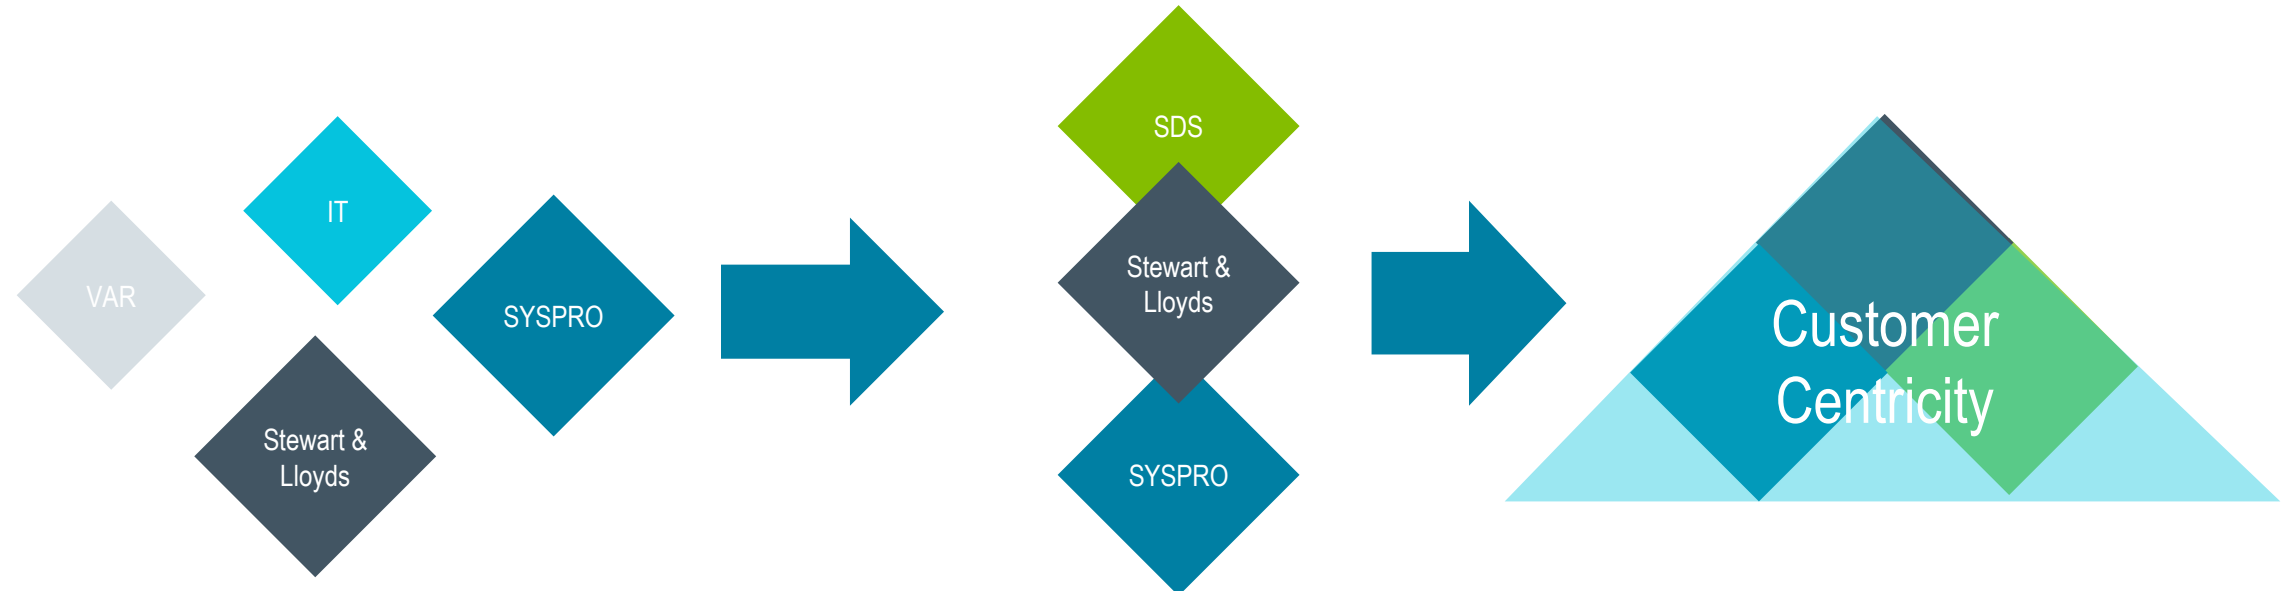 VAR
IT
SYSPRO
Stewart &
Lloyds
SDS
Stewart &
Lloyds
SYSPRO
Customer
Centricity